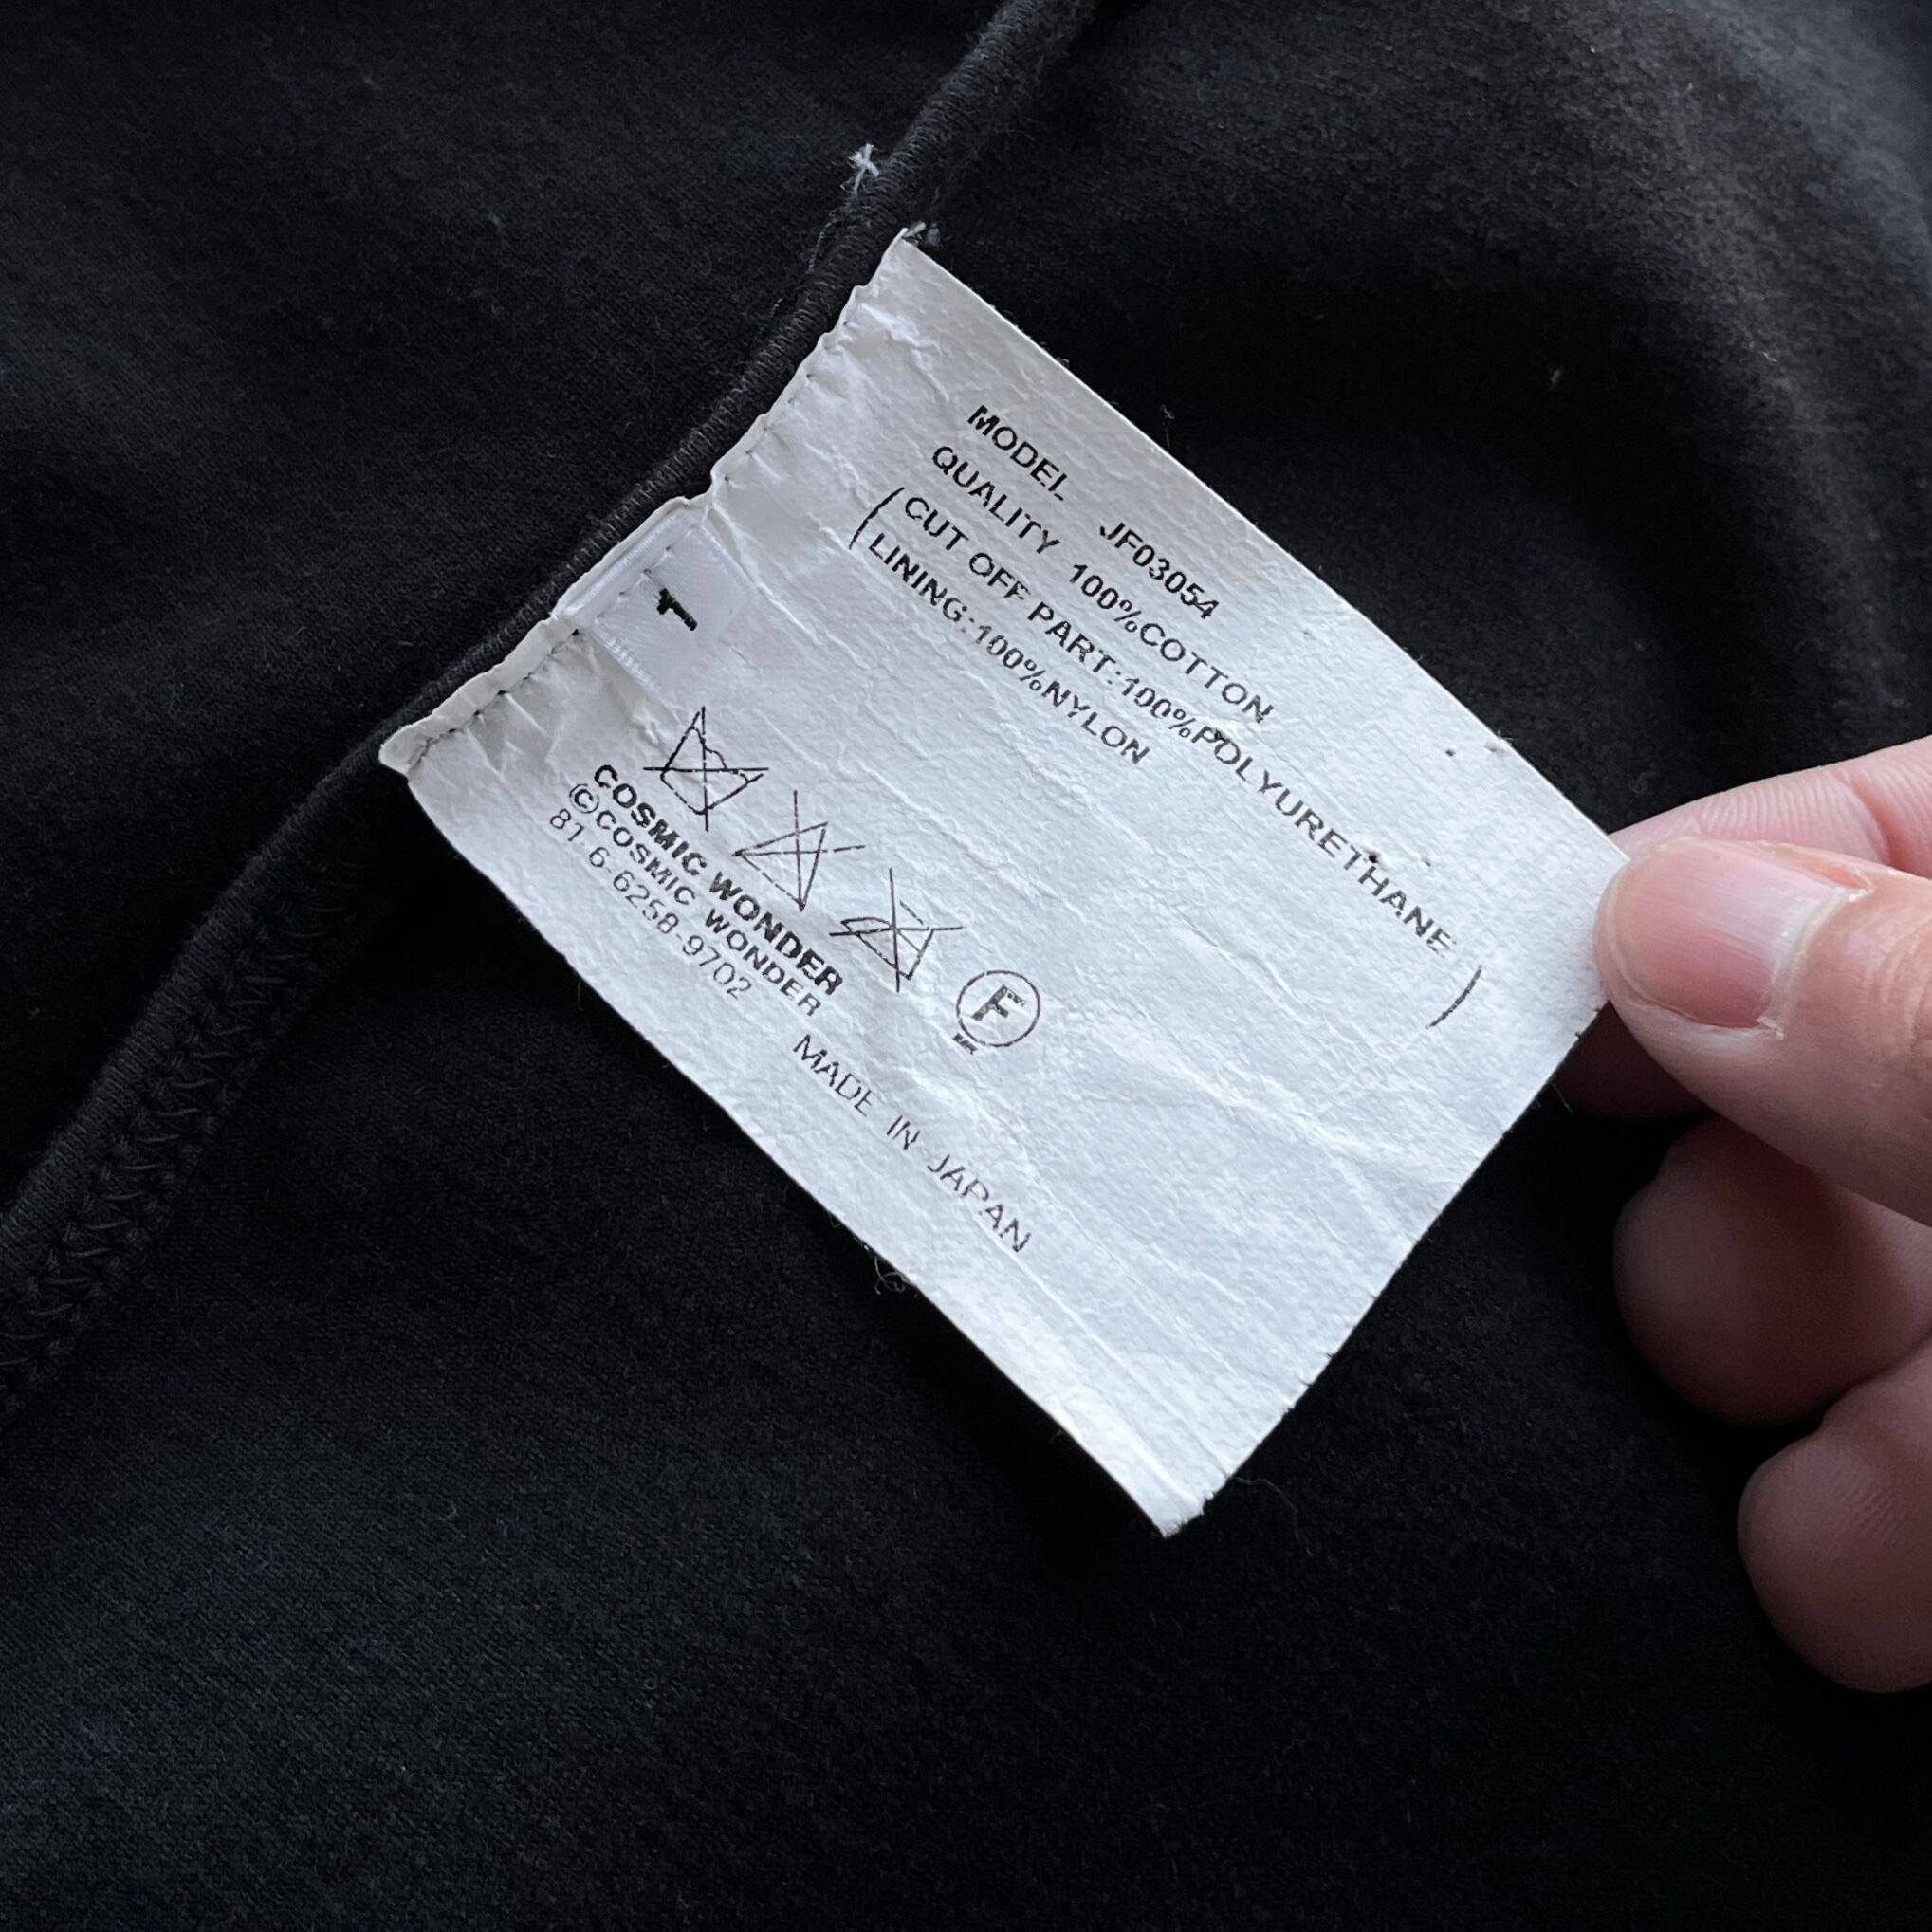 MODEL JF03054
QUALITY 100%COTTON
(CUT OFF PART:100%POLYURETHANE
LINING:100%NYLON)
1
F
COSMIC WONDER
©COSMIC WONDER
81-6-6258-9702
MADE IN JAPAN